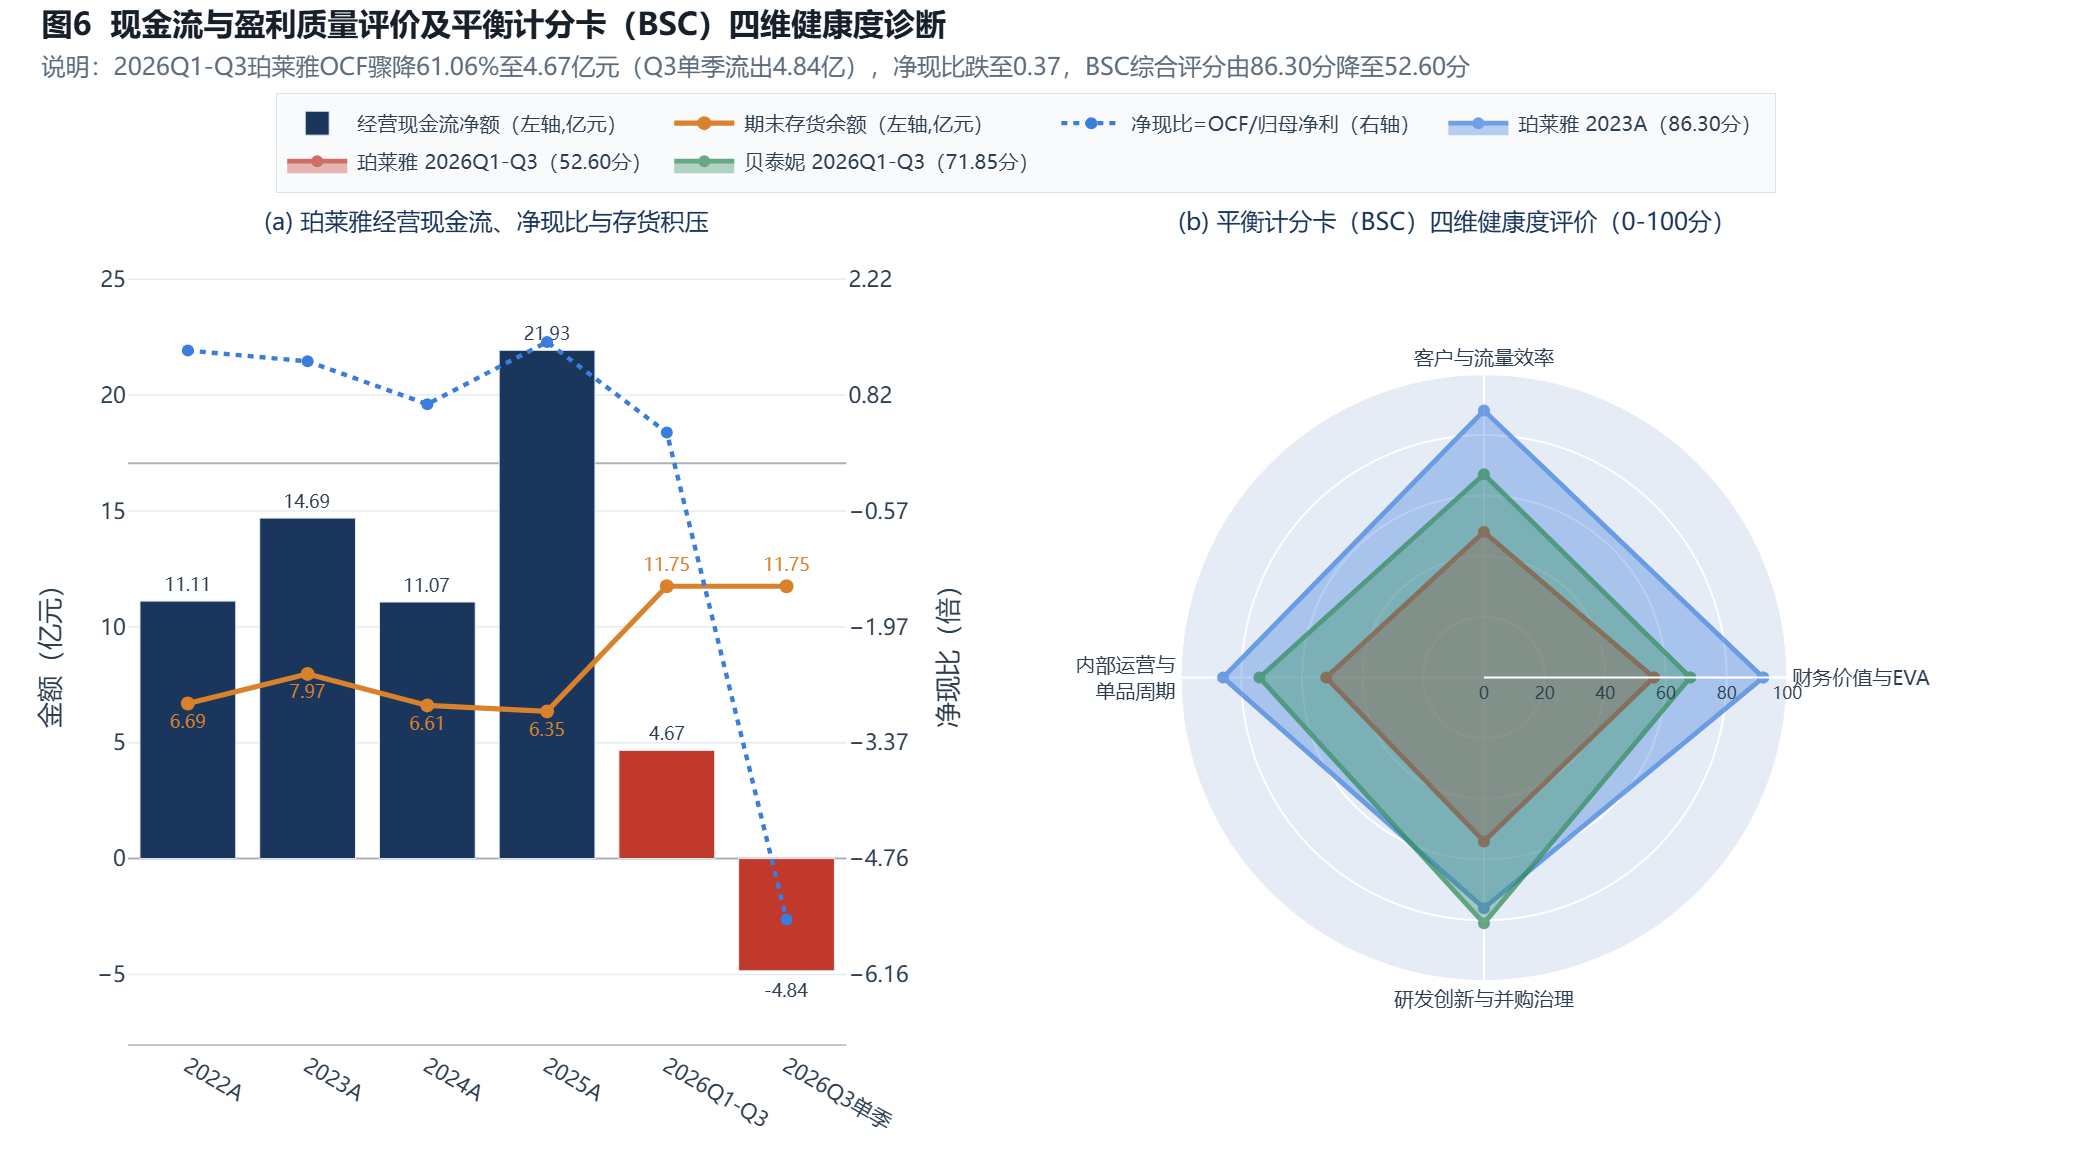 图6 现金流与盈利质量评价及平衡计分卡（BSC）四维健康度诊断
说明：2026Q1-Q3珀莱雅OCF骤降61.06%至4.67亿元（Q3单季流出4.84亿），净现比跌至0.37，BSC综合评分由86.30分降至52.60分
经营现金流净额（左轴,亿元）
期末存货余额（左轴,亿元）
净现比=OCF/归母净利（右轴）
珀莱雅 2023A（86.30分）
珀莱雅 2026Q1-Q3（52.60分）
贝泰妮 2026Q1-Q3（71.85分）
(a) 珀莱雅经营现金流、净现比与存货积压
金额（亿元）
25
20
15
10
5
0
−5
21.93
14.69
11.11
11.07
4.67
-4.84
6.69
7.97
6.61
6.35
11.75
11.75
2.22
0.82
−0.57
−1.97
−3.37
−4.76
−6.16
净现比（倍）
2022A
2023A
2024A
2025A
2026Q1-Q3
2026Q3单季
(b) 平衡计分卡（BSC）四维健康度评价（0-100分）
客户与流量效率
内部运营与
单品周期
0
20
40
60
80
100
财务价值与EVA
研发创新与并购治理